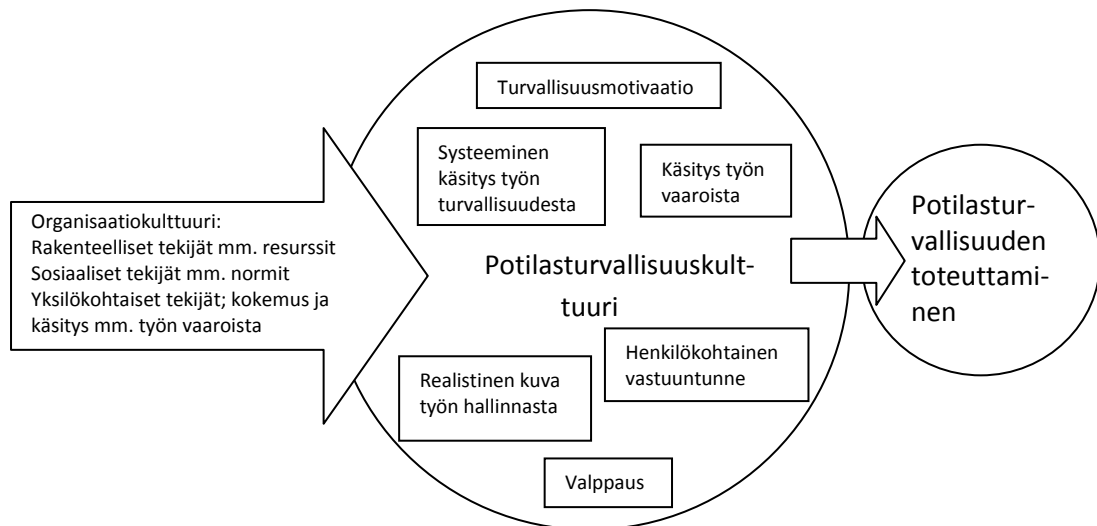 Organisaatiokulttuuri:
Rakenteelliset tekijät mm. resurssit
Sosiaaliset tekijät mm. normit
Yksilökohtaiset tekijät; kokemus ja
käsitys mm. työn vaaroista
Turvallisuusmotivaatio
Systeeminen
käsitys työn
turvallisuudesta
Käsitys työn
vaaroista
Potilasturvallisuuskult-
tuuri
Realistinen kuva
työn hallinnasta
Henkilökohtainen
vastuuntunne
Valppaus
Potilastur-
vallisuuden
toteuttami-
nen